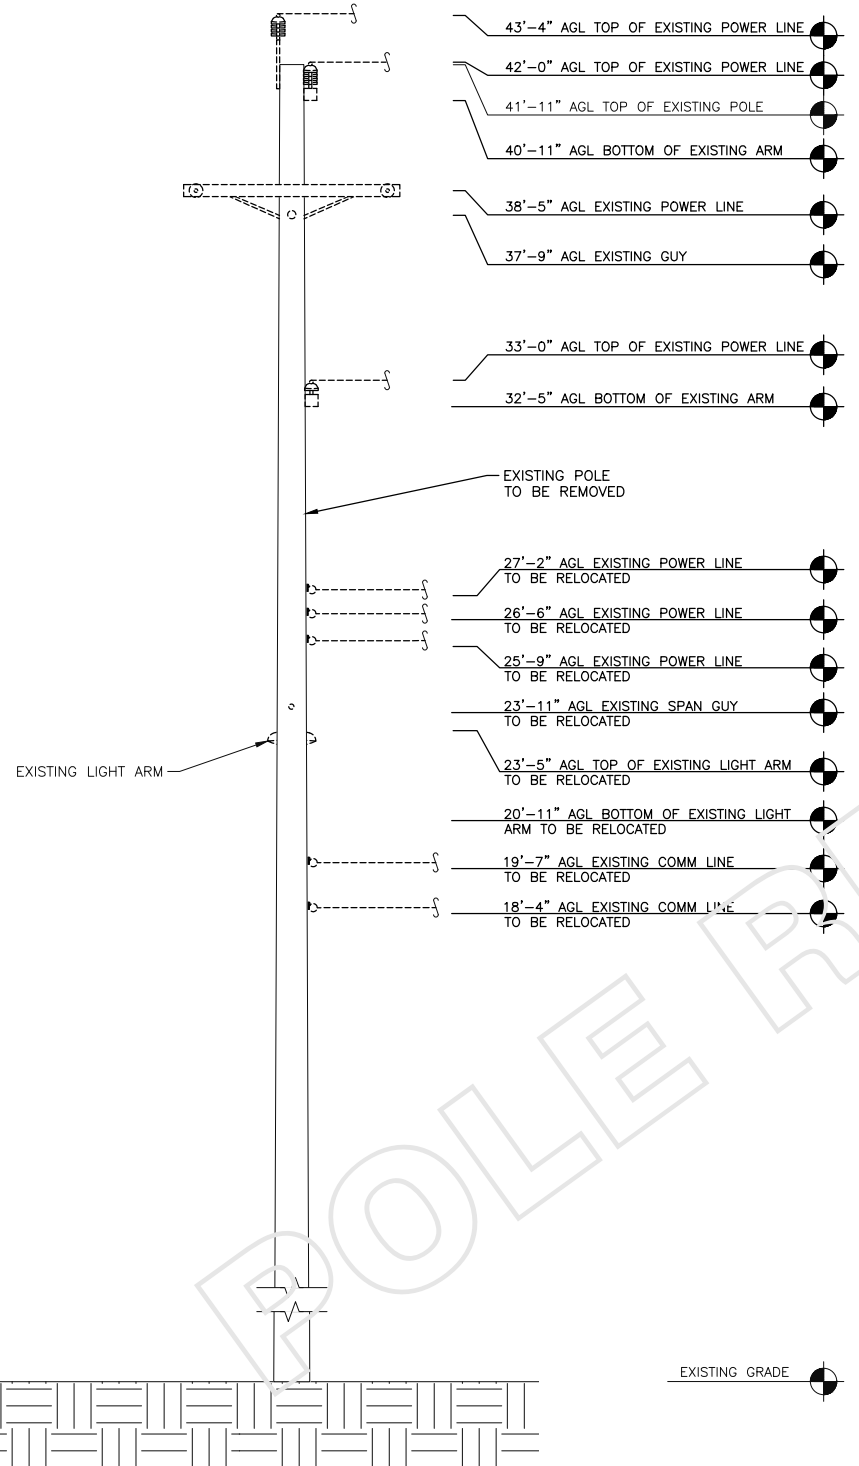 43'-4" AGL TOP OF EXISTING POWER LINE
42'-0" AGL TOP OF EXISTING POWER LINE
41'-11" AGL TOP OF EXISTING POLE
40'-11" AGL BOTTOM OF EXISTING ARM
38'-5" AGL EXISTING POWER LINE
37'-9" AGL EXISTING GUY
33'-0" AGL TOP OF EXISTING POWER LINE
32'-5" AGL BOTTOM OF EXISTING ARM
EXISTING POLE
TO BE REMOVED
27'-2" AGL EXISTING POWER LINE
TO BE RELOCATED
26'-6" AGL EXISTING POWER LINE
TO BE RELOCATED
25'-9" AGL EXISTING POWER LINE
TO BE RELOCATED
23'-11" AGL EXISTING SPAN GUY
TO BE RELOCATED
23'-5" AGL TOP OF EXISTING LIGHT ARM
TO BE RELOCATED
EXISTING LIGHT ARM
20'-11" AGL BOTTOM OF EXISTING LIGHT
ARM TO BE RELOCATED
19'-7" AGL EXISTING COMM LINE
TO BE RELOCATED
18'-4" AGL EXISTING COMM LINE
TO BE RELOCATED
POLE
EXISTING GRADE